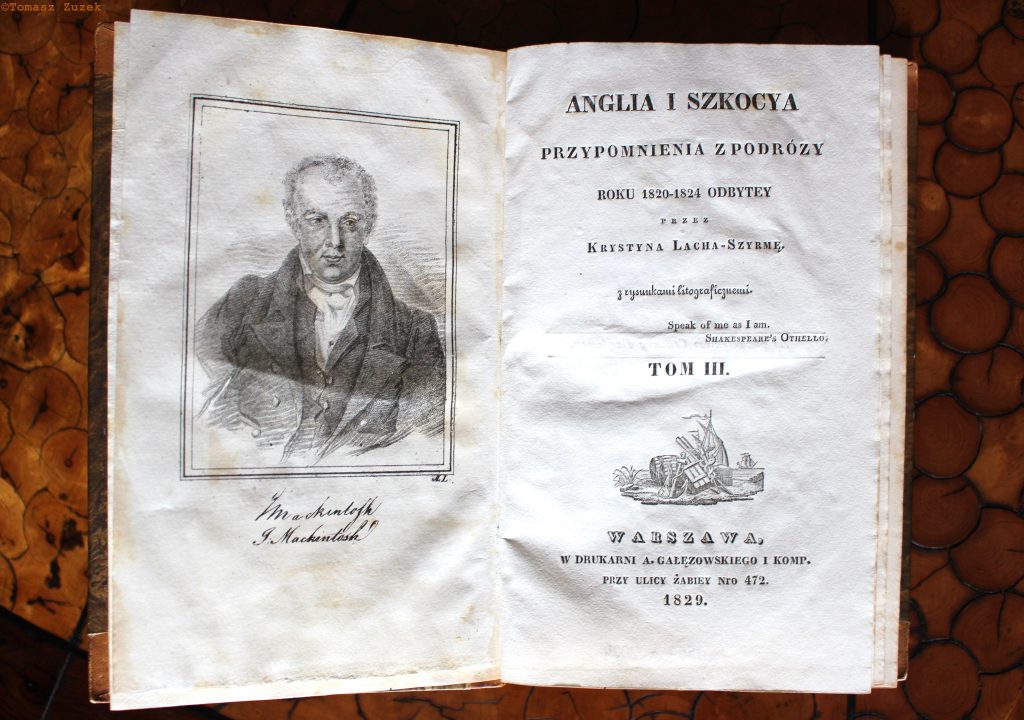 ©Tomasz Zuzek
A.L.
J Mackintosh
J. Mackintosh
ANGLIA I SZKOCYA
PRZYPOMNIENIA Z PODRÓŻY
ROKU 1820-1824 ODBYTEY
PRZEZ
KRYSTYNA LACHA-SZYRMĘ.
z rysunkami litograficznemi.
Speak of me as I am.
SHAKESPEARE'S OTHELLO,
TOM III.
WARSZAWA,
W DRUKARNI A. GAŁĘZOWSKIEGO I KOMP.
PRZY ULICY ŻABIEY Nro 472.
1829.